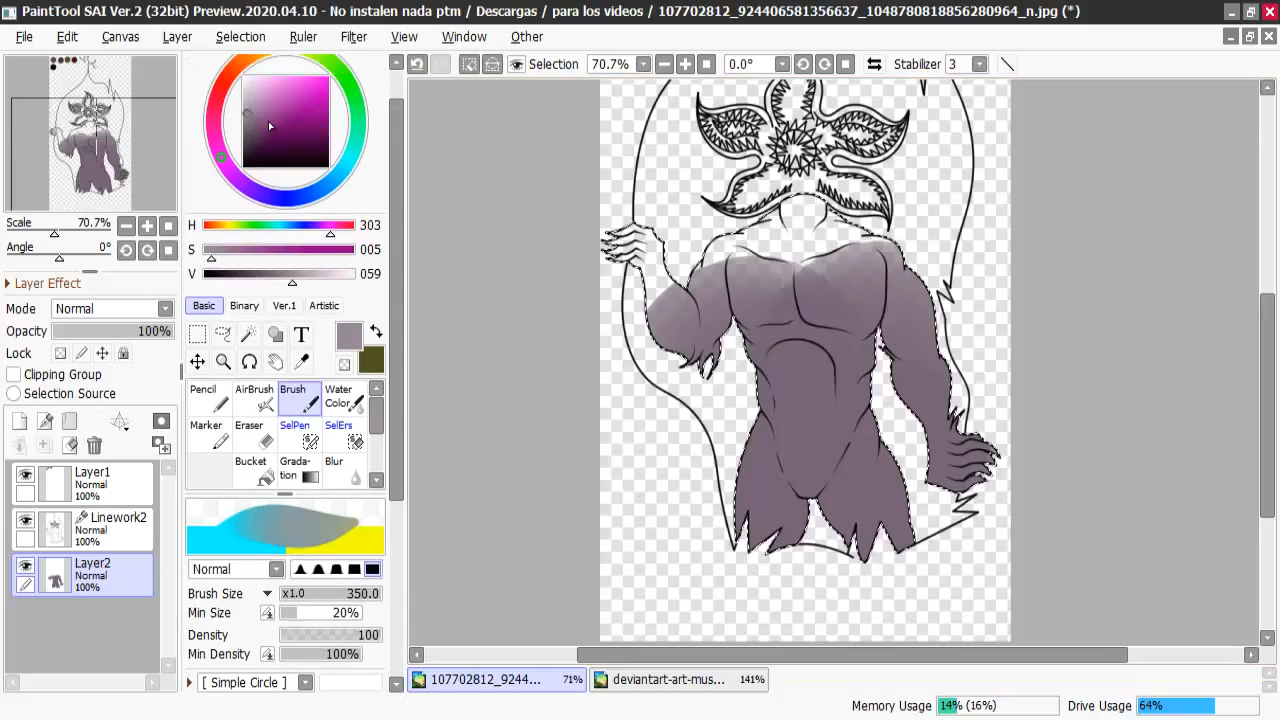 PaintTool SAI Ver.2 (32bit) Preview.2020.04.10 - No instalen nada ptm / Descargas / para los videos / 107702812_924406581356637_1048780818856280964_n.jpg (*)
File Edit Canvas Layer Selection Ruler Filter View Window Other
Selection 70.7% 0.0° Stabilizer 3
Scale 70.7%
Angle 0°
Layer Effect
Mode Normal
Opacity 100%
Lock
Clipping Group
Selection Source
Layer1
Normal
100%
Linework2
Normal
100%
Layer2
Normal
100%
H 303
S 005
V 059
Basic Binary Ver.1 Artistic
T
Pencil AirBrush Brush Water Color
Marker Eraser SelPen SelErs
Bucket Grada-tion Blur
Normal
Brush Size x1.0 350.0
Min Size 20%
Density 100
Min Density 100%
[ Simple Circle ]
107702812_9244... 71% deviantart-art-mus... 141%
Memory Usage 14% (16%) Drive Usage 64%